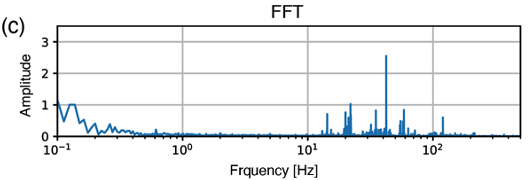 FFT
(c)
3
2
1
0
Amplitude
10⁻¹ 10⁰ 10¹ 10²
Frquency [Hz]